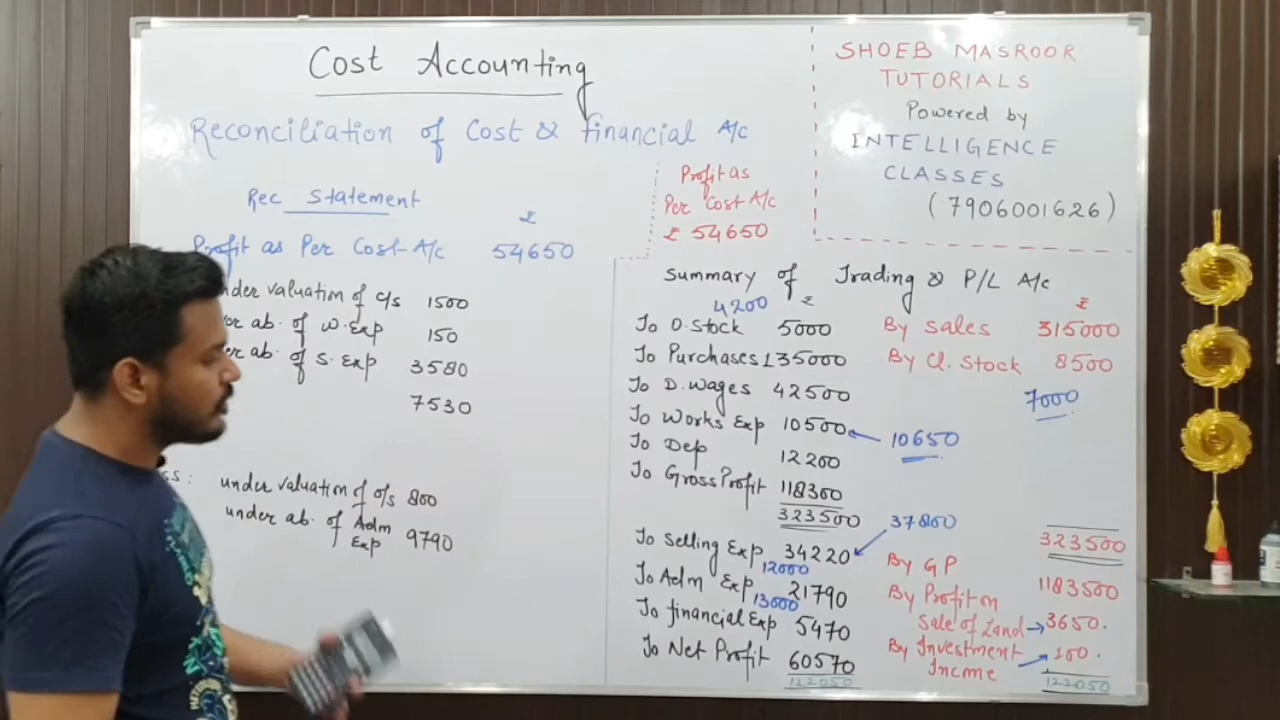 Cost Accounting
Reconciliation of Cost & financial A/c
SHOEB MASROOR
TUTORIALS
Powered by
INTELLIGENCE
CLASSES
(7906001626)
Rec Statement
₹
Profit as Per Cost A/c 54650
under valuation of c/s 1500
ab. of W. Exp 150
ab. of S. Exp 3580
7530
under valuation of o/s 800
under ab. of Adm Exp 9790
Profit as
Per Cost A/c
₹ 54650
Summary of Trading & P/L A/c
4200 ₹ ₹
To O. Stock 5000 By Sales 315000
To Purchases 135000 By Cl. Stock 8500
To D. Wages 42500 7000
To Works Exp 10500 10650
To Dep 12200
To Gross Profit 118300
323500 323500
37800
To Selling Exp 34220 By GP 1183500
12000
To Adm Exp 21790 By Profit on
13000
To financial Exp 5470 Sale of Land → 3650.
To Net Profit 60570 By Investment
Income 100.
122050 122050